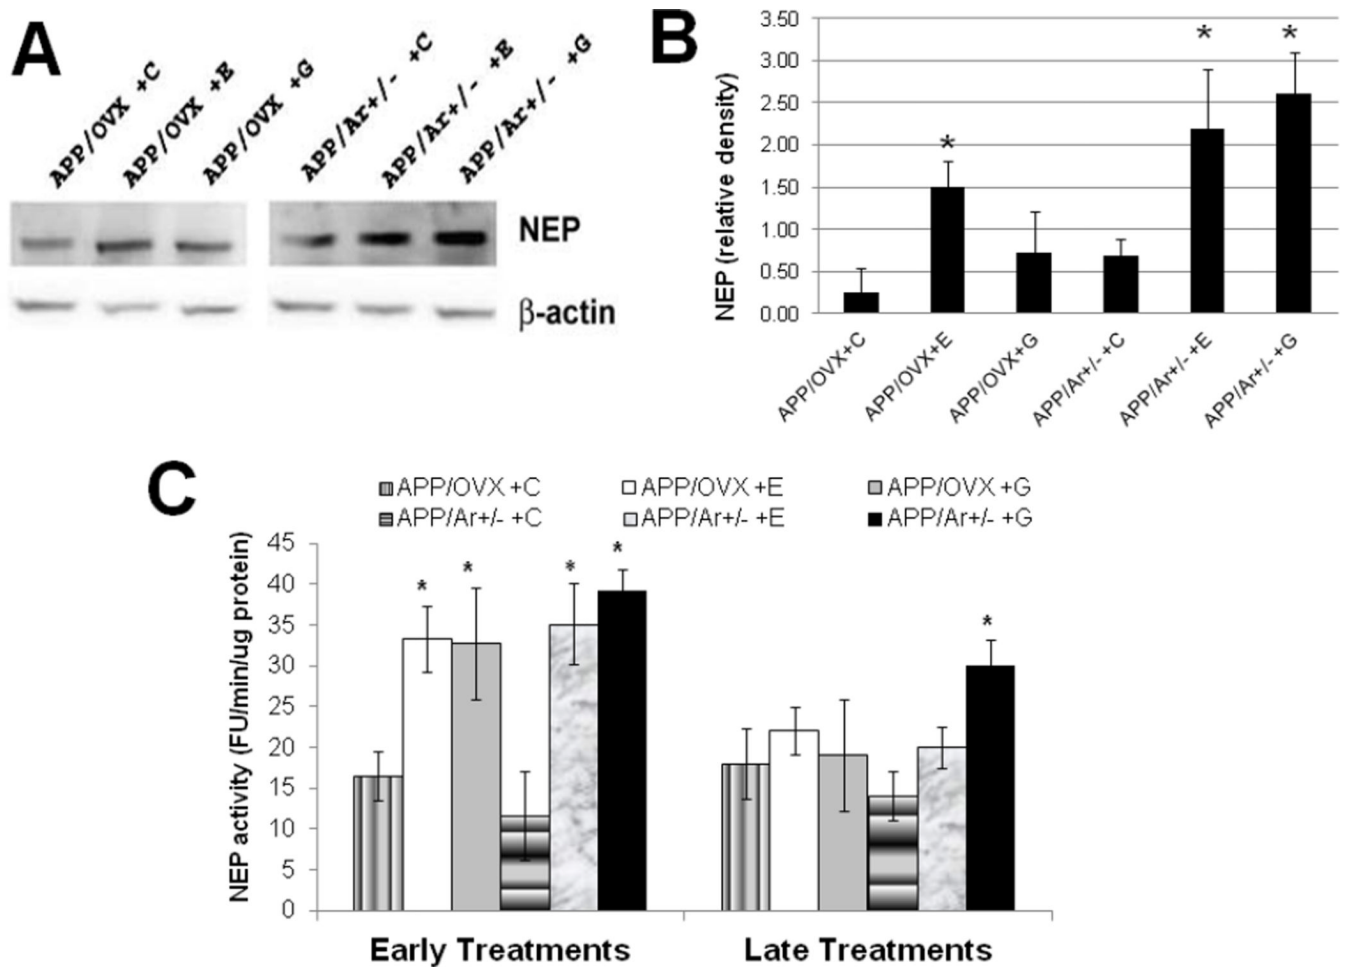 A
APP/OVX +C
APP/OVX +E
APP/OVX +G
APP/Ar+/- +C
APP/Ar+/- +E
APP/Ar+/- +G
NEP
β-actin
B
NEP (relative density)
3.50
3.00
2.50
2.00
1.50
1.00
0.50
0.00
*
*
*
APP/OVX+C
APP/OVX+E
APP/OVX+G
APP/Ar+/-+C
APP/Ar+/-+E
APP/Ar+/-+G
C
APP/OVX +C APP/OVX +E APP/OVX +G
APP/Ar+/- +C APP/Ar+/- +E APP/Ar+/- +G
NEP activity (FU/min/ug protein)
45
40
35
30
25
20
15
10
5
0
* * * *
*
Early Treatments Late Treatments